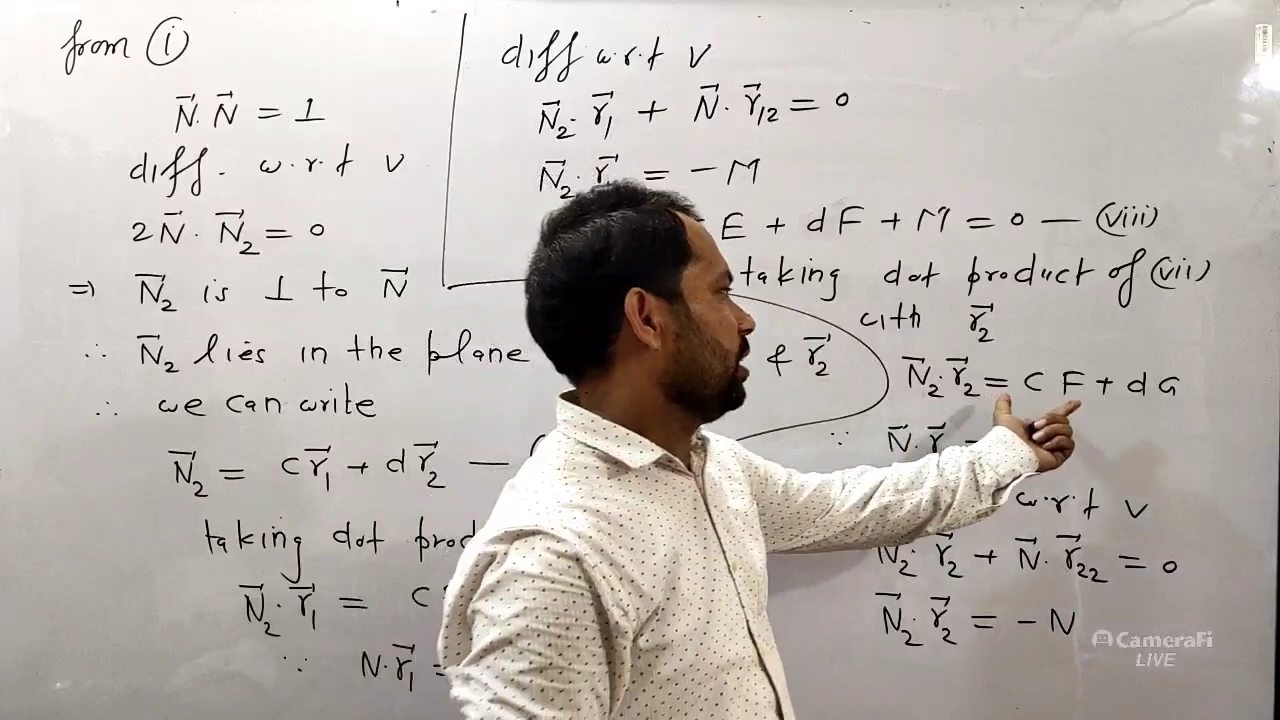 from (i)
N⃗. N⃗ = 1
diff. w.r.t v
2N⃗. N⃗₂ = 0
⇒ N⃗₂ is ⊥ to N⃗
∴ N⃗₂ lies in the plane
& r⃗₂
∴ we can write
N⃗₂ = c r⃗₁ + d r⃗₂ —
taking dot prod
N⃗₂. r⃗₁ = c
∵ N. r⃗₁ =
diff w.r.t v
N⃗₂. r⃗₁ + N⃗. r⃗₁₂ = 0
N⃗₂. r⃗₁ = -M
E + dF + M = 0 — (viii)
taking dot product of (vii)
with r⃗₂
N⃗₂. r⃗₂ = c F + d G
∵ N⃗. r⃗
w.r.t v
N⃗₂. r⃗₂ + N⃗. r⃗₂₂ = 0
N⃗₂. r⃗₂ = - N
CameraFi
LIVE